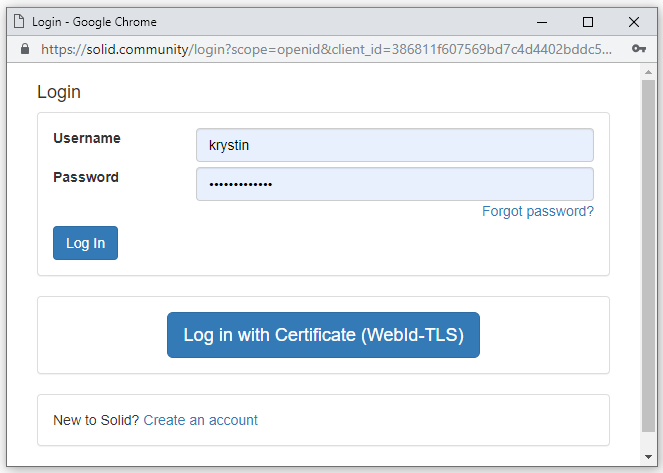 Login - Google Chrome
https://solid.community/login?scope=openid&client_id=386811f607569bd7c4d4402bddc5...
Login
Username
krystin
Password
•••••••••••••
Forgot password?
Log In
Log in with Certificate (WebId-TLS)
New to Solid? Create an account